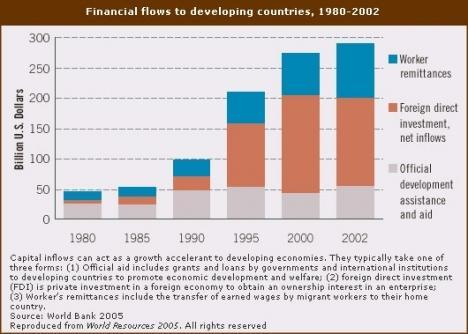 Financial flows to developing countries, 1980-2002
300
250
200
150
100
50
0
Billion U.S. Dollars
Worker
remittances
Foreign direct
investment,
net inflows
Official
development
assistance
and aid
1980 1985 1990 1995 2000 2002
Capital inflows can act as a growth accelerant to developing economies. They typically take one of
three forms: (1) Official aid includes grants and loans by governments and international institutions
to developing countries to promote economic development and welfare; (2) foreign direct investment
(FDI) is private investment in a foreign economy to obtain an ownership interest in an enterprise;
(3) Worker's remittances include the transfer of earned wages by migrant workers to their home
country.
Source: World Bank 2005
Reproduced from World Resources 2005. All rights reserved